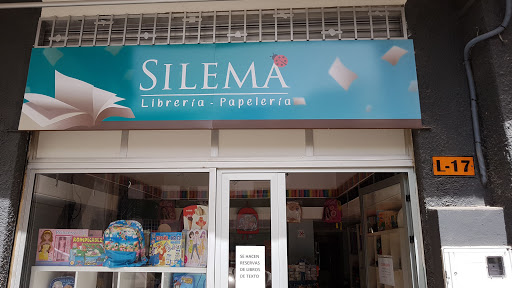 SILEMA
Librería - Papelería
L-17
SE HACEN
RESERVAS
DE LIBROS
DE TEXTO